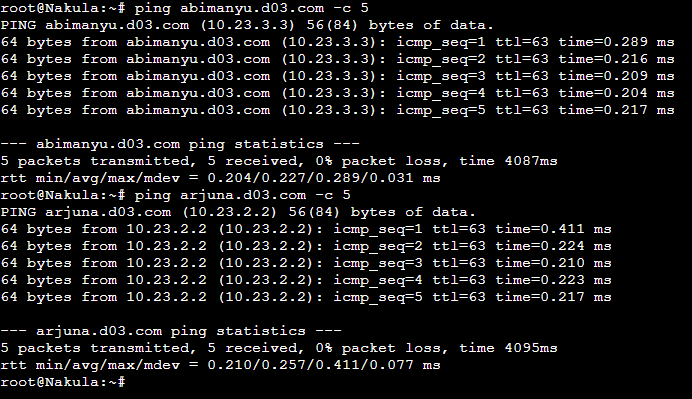 root@Nakula:~# ping abimanyu.d03.com -c 5
PING abimanyu.d03.com (10.23.3.3) 56(84) bytes of data.
64 bytes from abimanyu.d03.com (10.23.3.3): icmp_seq=1 ttl=63 time=0.289 ms
64 bytes from abimanyu.d03.com (10.23.3.3): icmp_seq=2 ttl=63 time=0.216 ms
64 bytes from abimanyu.d03.com (10.23.3.3): icmp_seq=3 ttl=63 time=0.209 ms
64 bytes from abimanyu.d03.com (10.23.3.3): icmp_seq=4 ttl=63 time=0.204 ms
64 bytes from abimanyu.d03.com (10.23.3.3): icmp_seq=5 ttl=63 time=0.217 ms

--- abimanyu.d03.com ping statistics ---
5 packets transmitted, 5 received, 0% packet loss, time 4087ms
rtt min/avg/max/mdev = 0.204/0.227/0.289/0.031 ms
root@Nakula:~# ping arjuna.d03.com -c 5
PING arjuna.d03.com (10.23.2.2) 56(84) bytes of data.
64 bytes from 10.23.2.2 (10.23.2.2): icmp_seq=1 ttl=63 time=0.411 ms
64 bytes from 10.23.2.2 (10.23.2.2): icmp_seq=2 ttl=63 time=0.224 ms
64 bytes from 10.23.2.2 (10.23.2.2): icmp_seq=3 ttl=63 time=0.210 ms
64 bytes from 10.23.2.2 (10.23.2.2): icmp_seq=4 ttl=63 time=0.223 ms
64 bytes from 10.23.2.2 (10.23.2.2): icmp_seq=5 ttl=63 time=0.217 ms

--- arjuna.d03.com ping statistics ---
5 packets transmitted, 5 received, 0% packet loss, time 4095ms
rtt min/avg/max/mdev = 0.210/0.257/0.411/0.077 ms
root@Nakula:~#